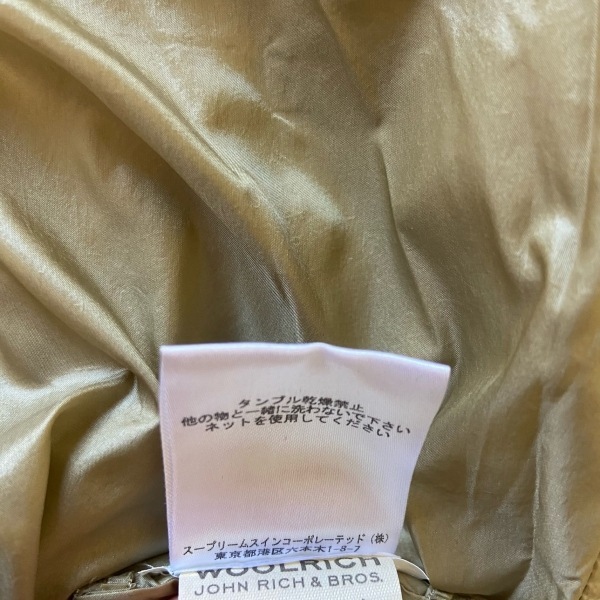 タンブル乾燥禁止
他の物と一緒に洗わないで下さい
ネットを使用してください
スープリームスインコーポレーテッド（株）
東京都港区六本木1-8-7
WOOLRICH
JOHN RICH & BROS.